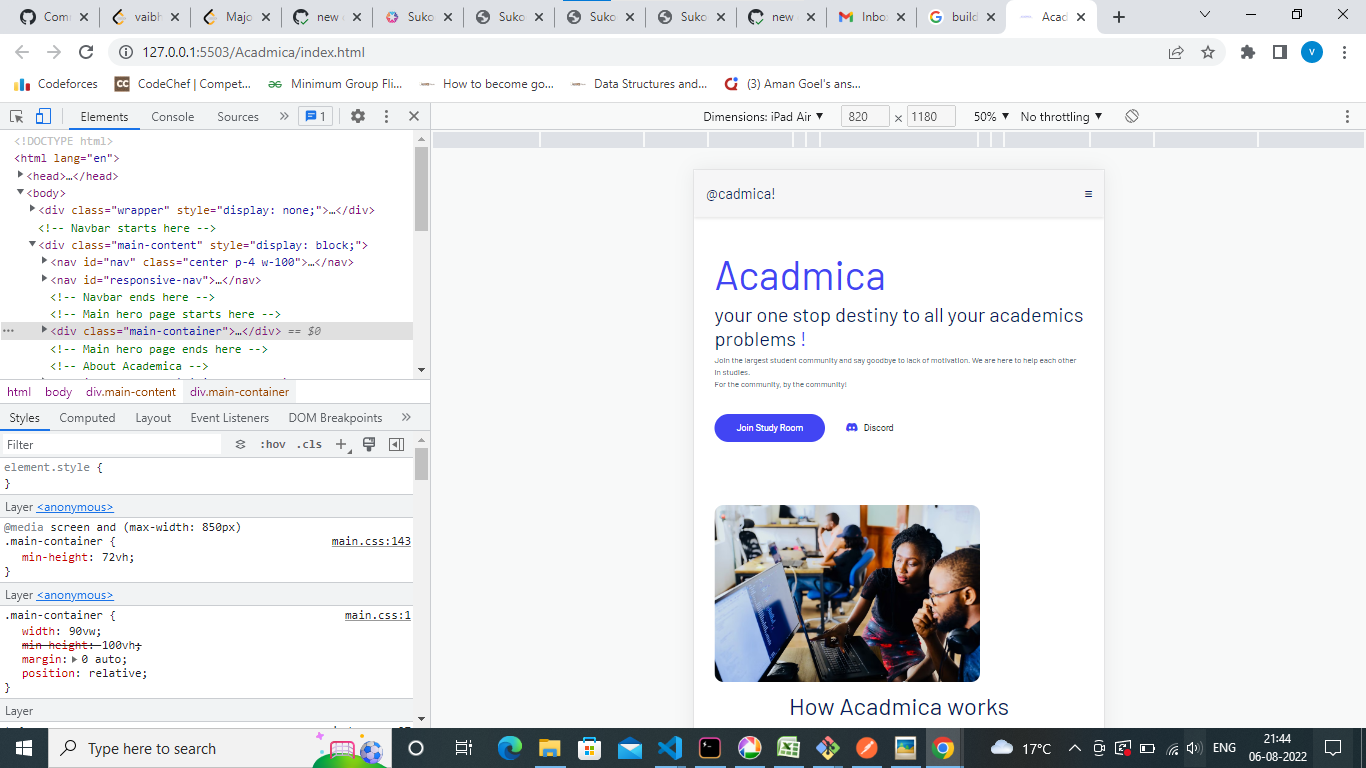 Com
vaibh
Majo
new
Suko
Suko
Suko
Suko
new
Inbo
build
Acad
127.0.0.1:5503/Acadmica/index.html
V
Codeforces
CC CodeChef | Compet...
Minimum Group Fli...
How to become go...
Data Structures and...
(3) Aman Goel's ans...
Elements Console Sources » 1
Dimensions: iPad Air 820 × 1180 50% No throttling
<!DOCTYPE html>
<html lang="en">
<head>…</head>
<body>
<div class="wrapper" style="display: none;">…</div>
<!-- Navbar starts here -->
<div class="main-content" style="display: block;">
<nav id="nav" class="center p-4 w-100">…</nav>
<nav id="responsive-nav">…</nav>
<!-- Navbar ends here -->
<!-- Main hero page starts here -->
<div class="main-container">…</div> == $0
<!-- Main hero page ends here -->
<!-- About Academica -->
html body div.main-content div.main-container
Styles Computed Layout Event Listeners DOM Breakpoints »
Filter :hov .cls +
element.style {
}
Layer <anonymous>
@media screen and (max-width: 850px)
.main-container { main.css:143
min-height: 72vh;
}
Layer <anonymous>
.main-container { main.css:1
width: 90vw;
min-height: 100vh;
margin: 0 auto;
position: relative;
}
Layer
@cadmica! ≡
Acadmica
your one stop destiny to all your academics
problems !
Join the largest student community and say goodbye to lack of motivation. We are here to help each other
in studies.
For the community, by the community!
Join Study Room Discord
How Acadmica works
Type here to search
17°C
ENG
21:44
06-08-2022